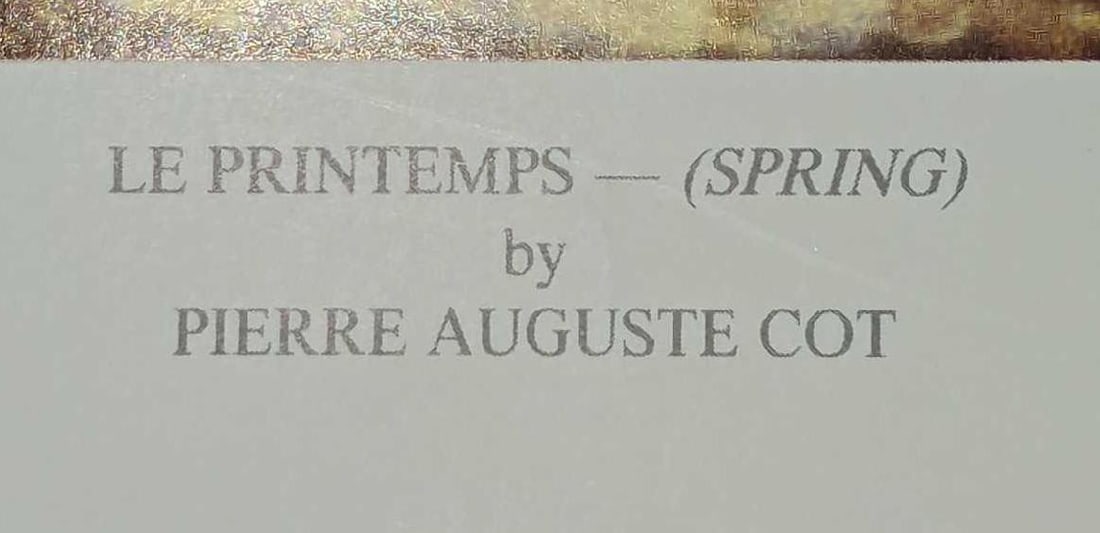 LE PRINTEMPS — (SPRING)
by
PIERRE AUGUSTE COT